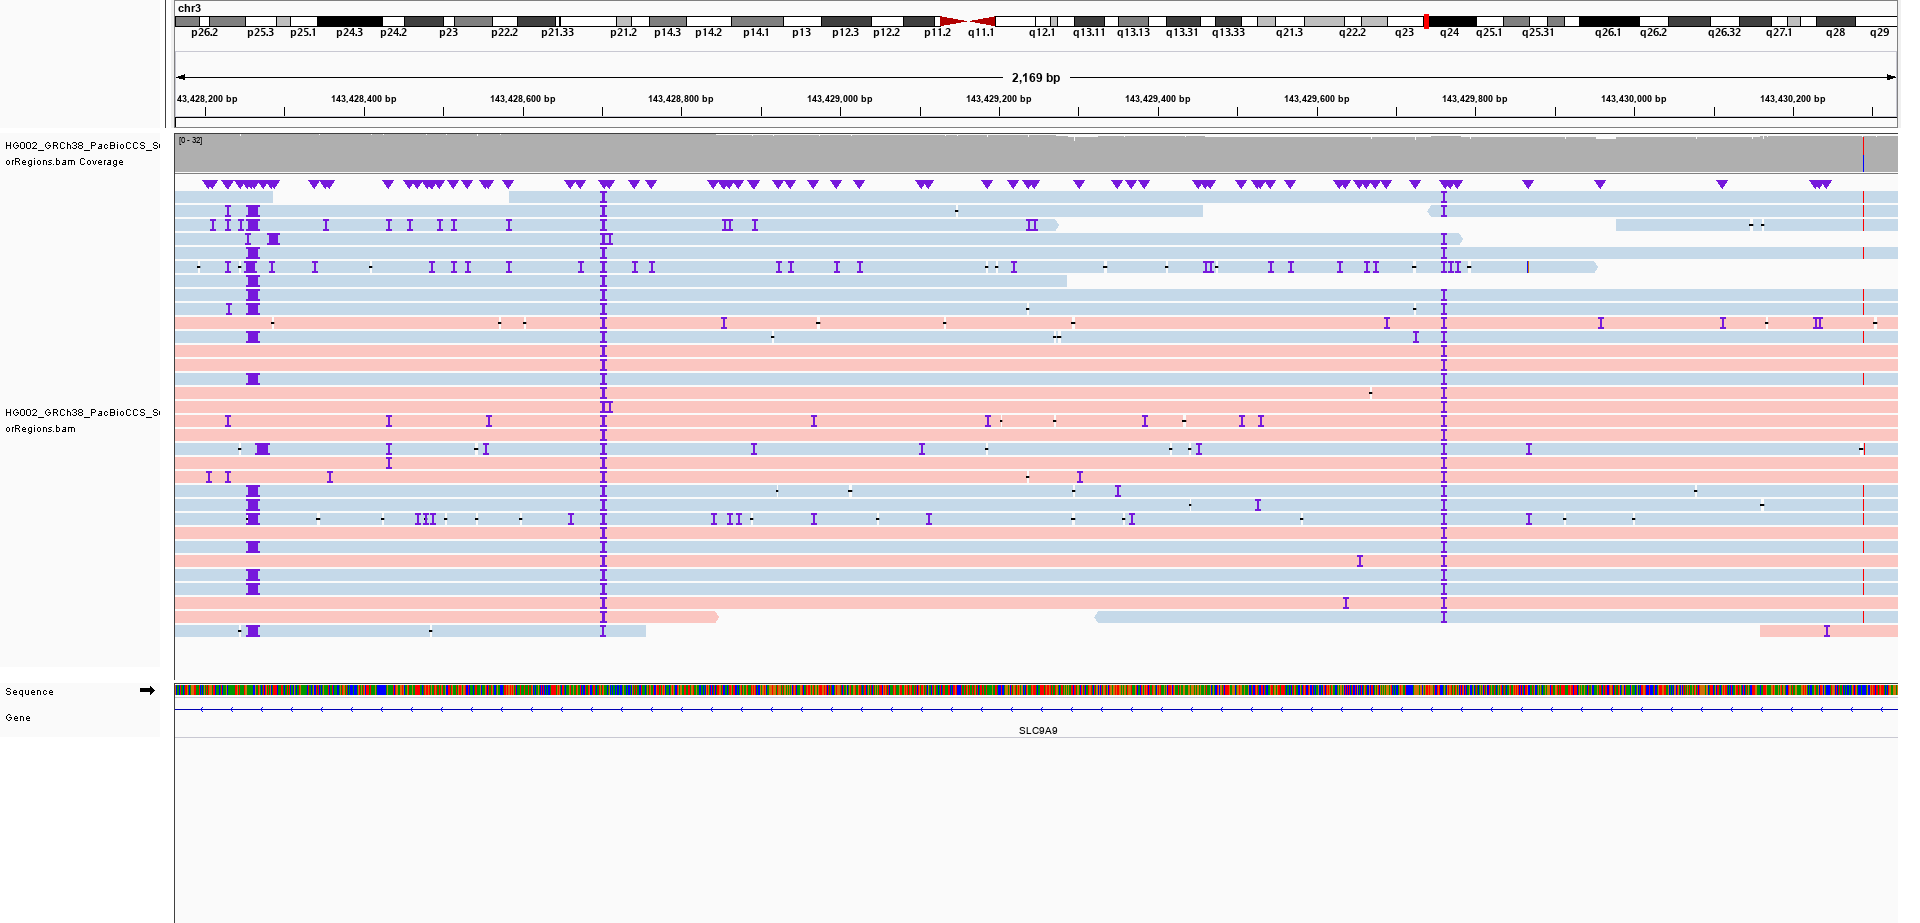 chr3
p26.2 p25.3 p25.1 p24.3 p24.2 p23 p22.2 p21.33 p21.2 p14.3 p14.2 p14.1 p13 p12.3 p12.2 p11.2 q11.1 q12.1 q13.11 q13.13 q13.31 q13.33 q21.3 q22.2 q23 q24 q25.1 q25.31 q26.1 q26.2 q26.32 q27.1 q28 q29
2,169 bp
43,428,200 bp 143,428,400 bp 143,428,600 bp 143,428,800 bp 143,429,000 bp 143,429,200 bp 143,429,400 bp 143,429,600 bp 143,429,800 bp 143,430,000 bp 143,430,200 bp
[0 - 32]
HG002_GRCh38_PacBioCCS_S
orRegions.bam Coverage
HG002_GRCh38_PacBioCCS_S
orRegions.bam
Sequence
Gene
SLC9A9